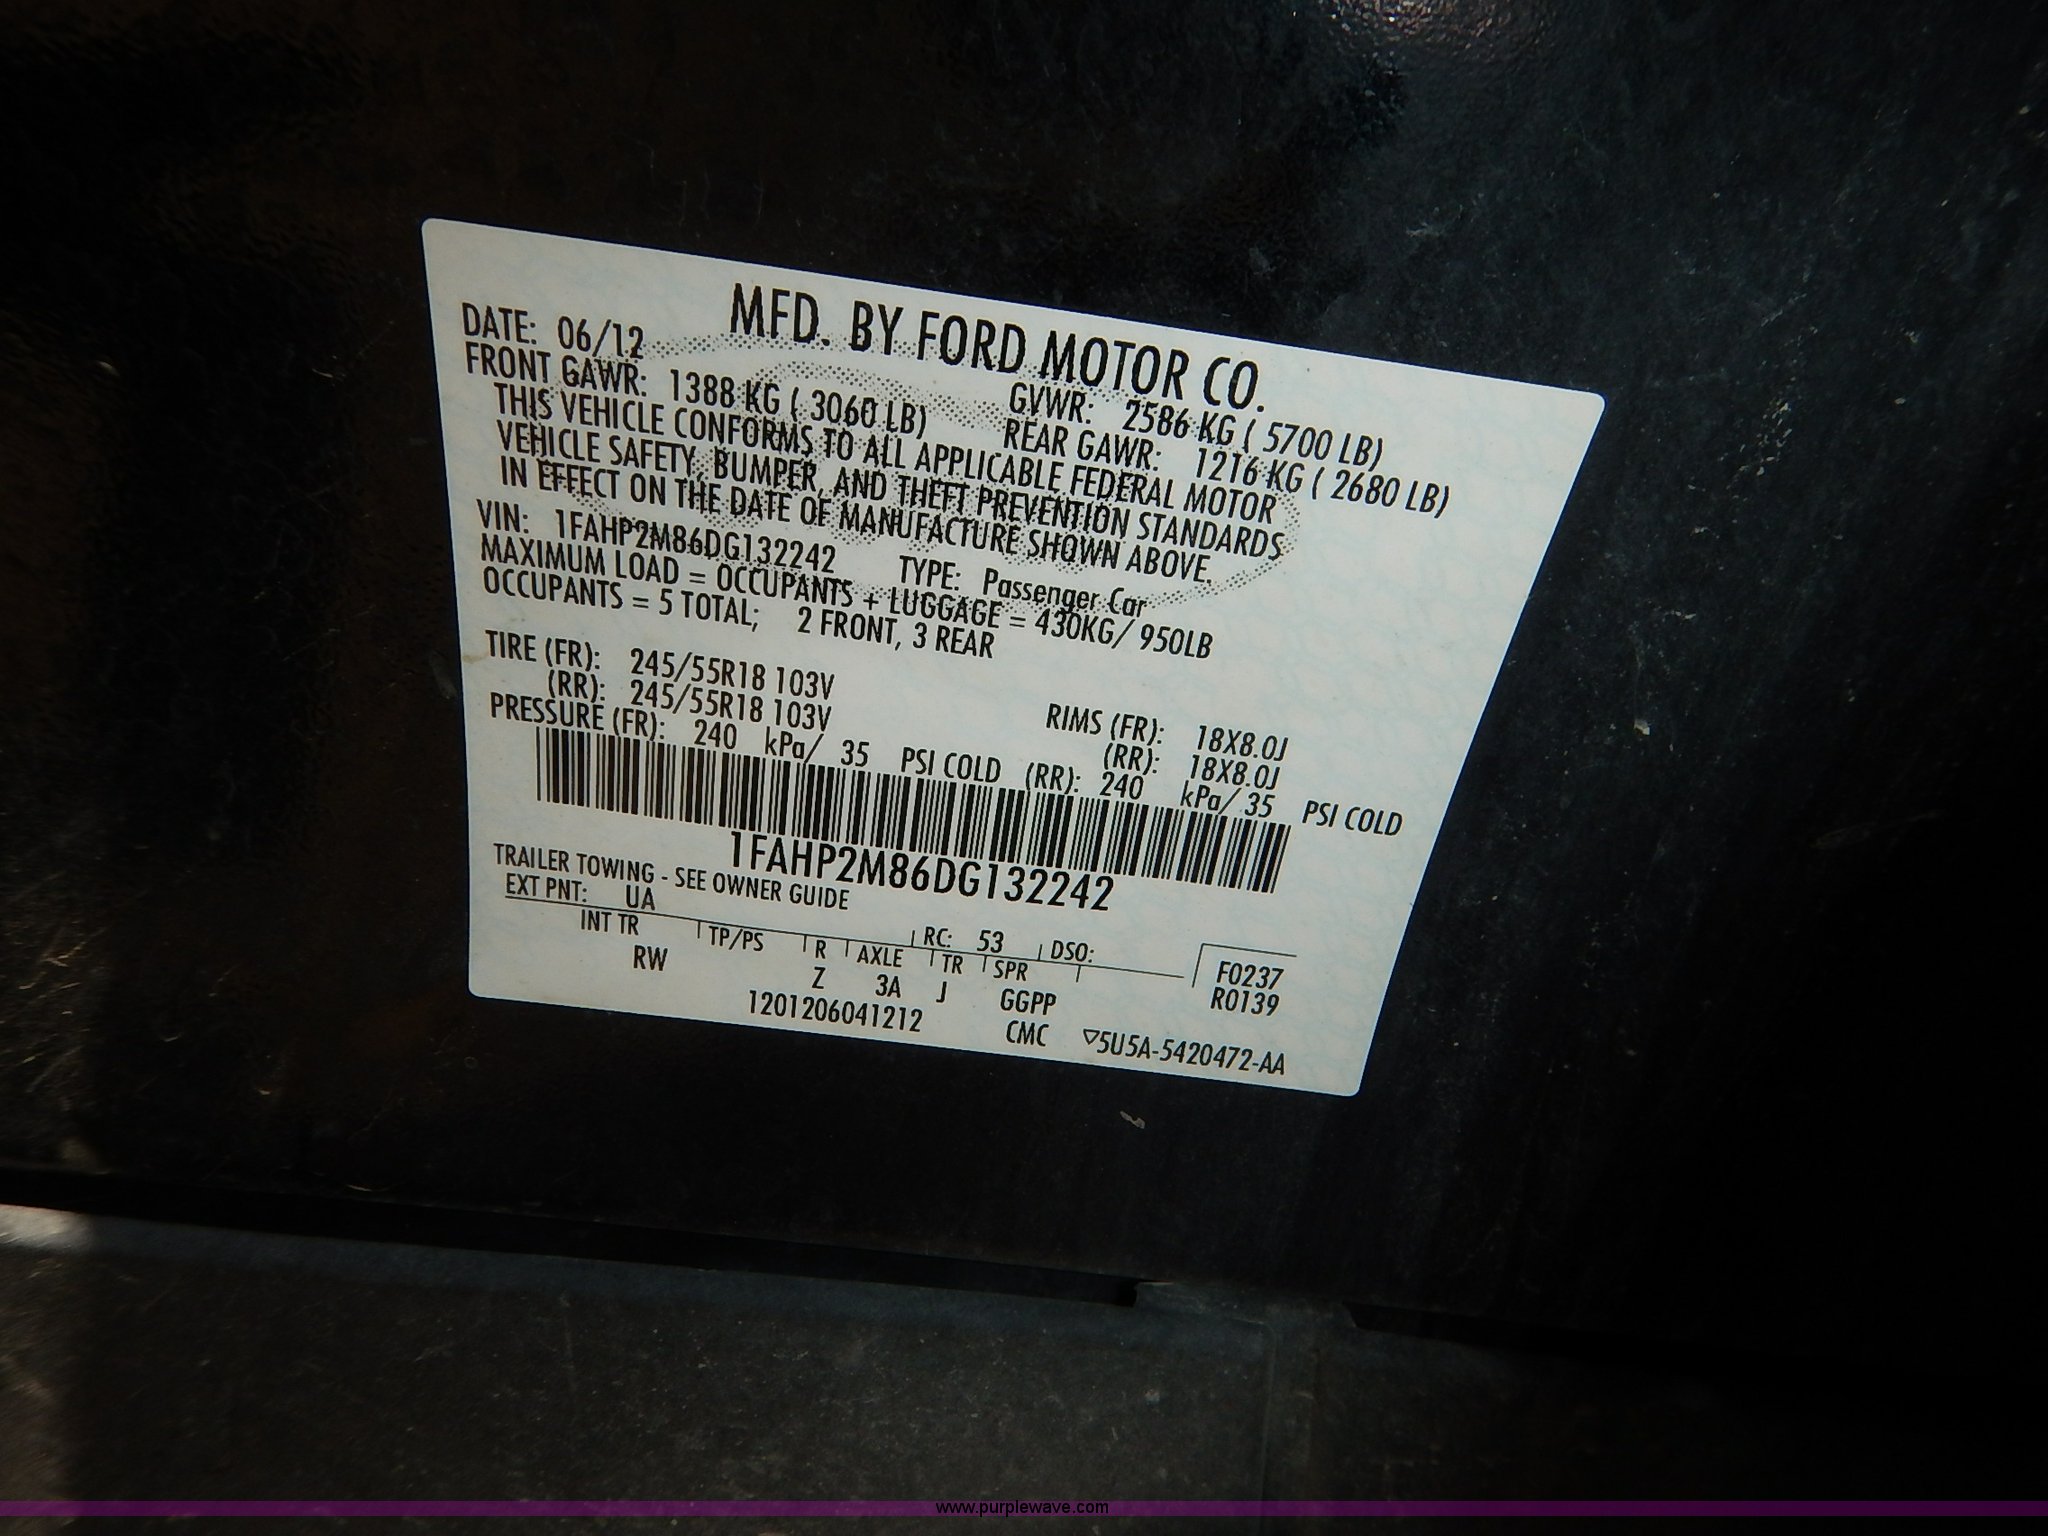 MFD. BY FORD MOTOR CO.
DATE: 06/12 GVWR: 2586 KG ( 5700 LB)
FRONT GAWR: 1388 KG ( 3060 LB) REAR GAWR: 1216 KG ( 2680 LB)
THIS VEHICLE CONFORMS TO ALL APPLICABLE FEDERAL MOTOR
VEHICLE SAFETY, BUMPER, AND THEFT PREVENTION STANDARDS
IN EFFECT ON THE DATE OF MANUFACTURE SHOWN ABOVE.
VIN: 1FAHP2M86DG132242 TYPE: Passenger Car
MAXIMUM LOAD = OCCUPANTS + LUGGAGE = 430KG/ 950LB
OCCUPANTS = 5 TOTAL; 2 FRONT, 3 REAR
TIRE (FR): 245/55R18 103V RIMS (FR): 18X8.0J
(RR): 245/55R18 103V (RR): 18X8.0J
PRESSURE (FR): 240 kPa/ 35 PSI COLD (RR): 240 kPa/ 35 PSI COLD
1FAHP2M86DG132242
TRAILER TOWING - SEE OWNER GUIDE
EXT PNT: UA RC: 53 DSO:
INT TR TP/PS R AXLE TR SPR F0237
RW Z 3A J GGPP R0139
1201206041212 CMC ▽5U5A-5420472-AA
www.purplewave.com